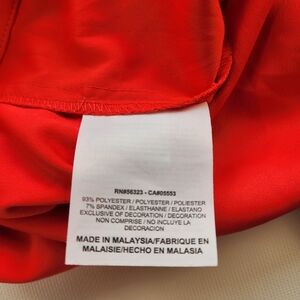 RN#56323 - CA#05553
93% POLYESTER / POLYESTER / POLIESTER
7% SPANDEX / ELASTHANNE / ELASTANO
EXCLUSIVE OF DECORATION / DECORATION
NON COMPRISE / NO INCLUYE LA
DECORACION
MADE IN MALAYSIA/FABRIQUE EN
MALAISIE/HECHO EN MALASIA